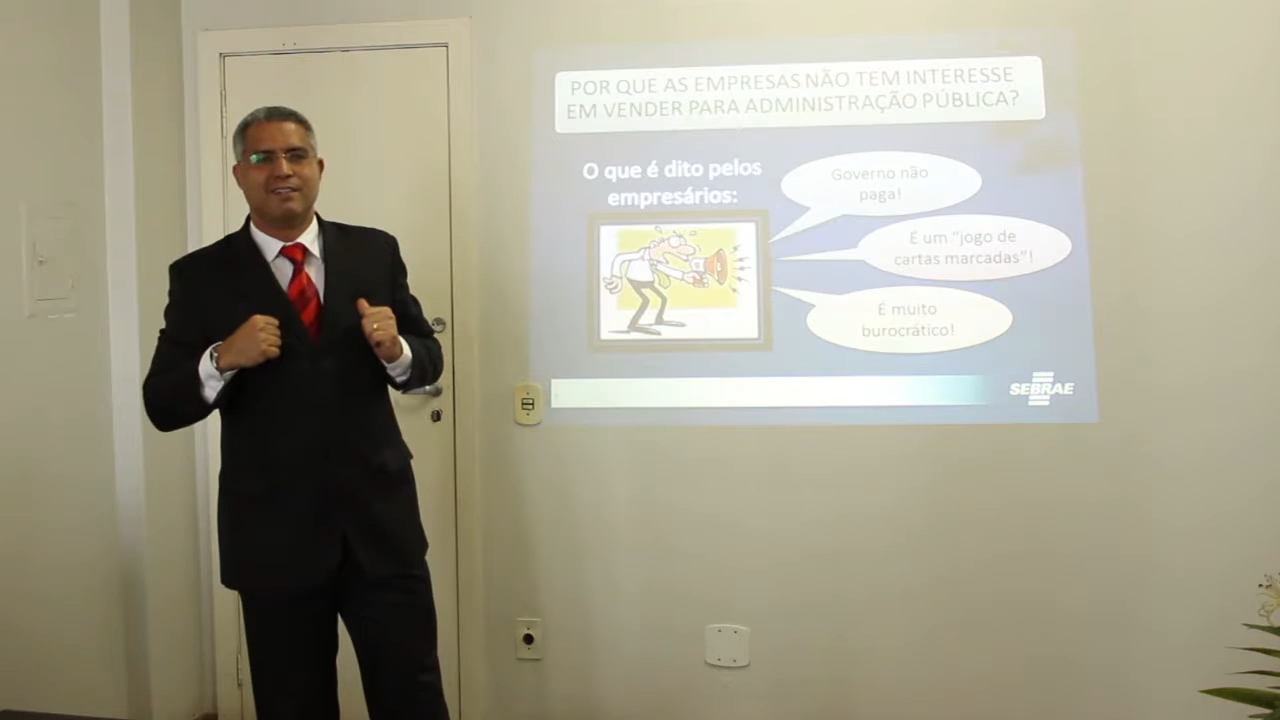 POR QUE AS EMPRESAS NÃO TEM INTERESSE
EM VENDER PARA ADMINISTRAÇÃO PÚBLICA?
O que é dito pelos
empresários:
Governo não
paga!
É um “jogo de
cartas marcadas”!
É muito
burocrático!
SEBRAE